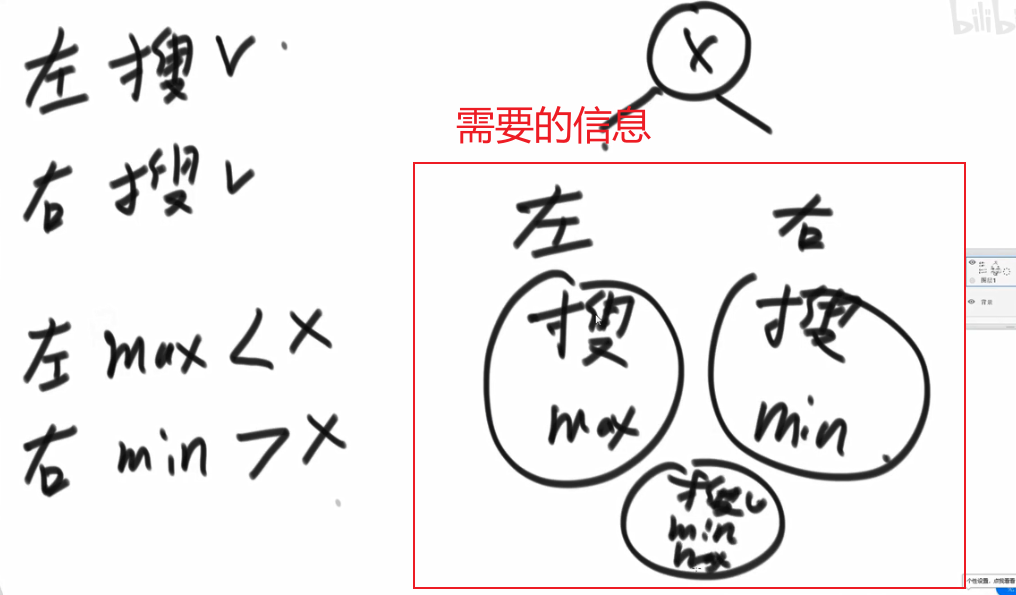 bilibi
左 搜 √
右 搜 √
左 max < X
右 min > X
X
需要的信息
左 右
搜 搜
max min
搜 √
min
max